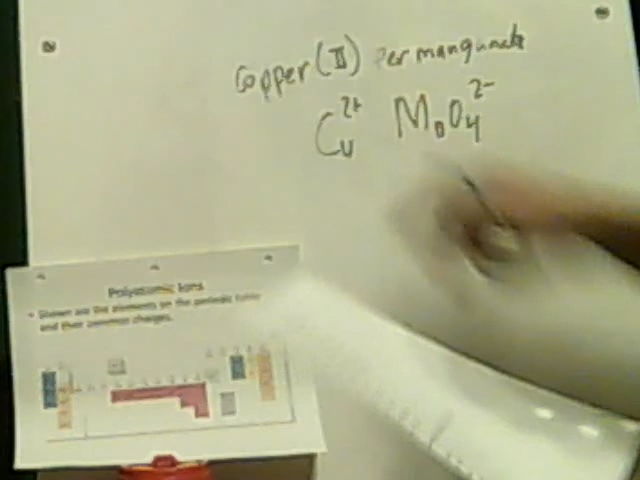 Copper (II) Permanganate
Cu²⁺ MnO₄²⁻
Polyatomic Ions
• Shown are the elements on the periodic table
and their common charges.